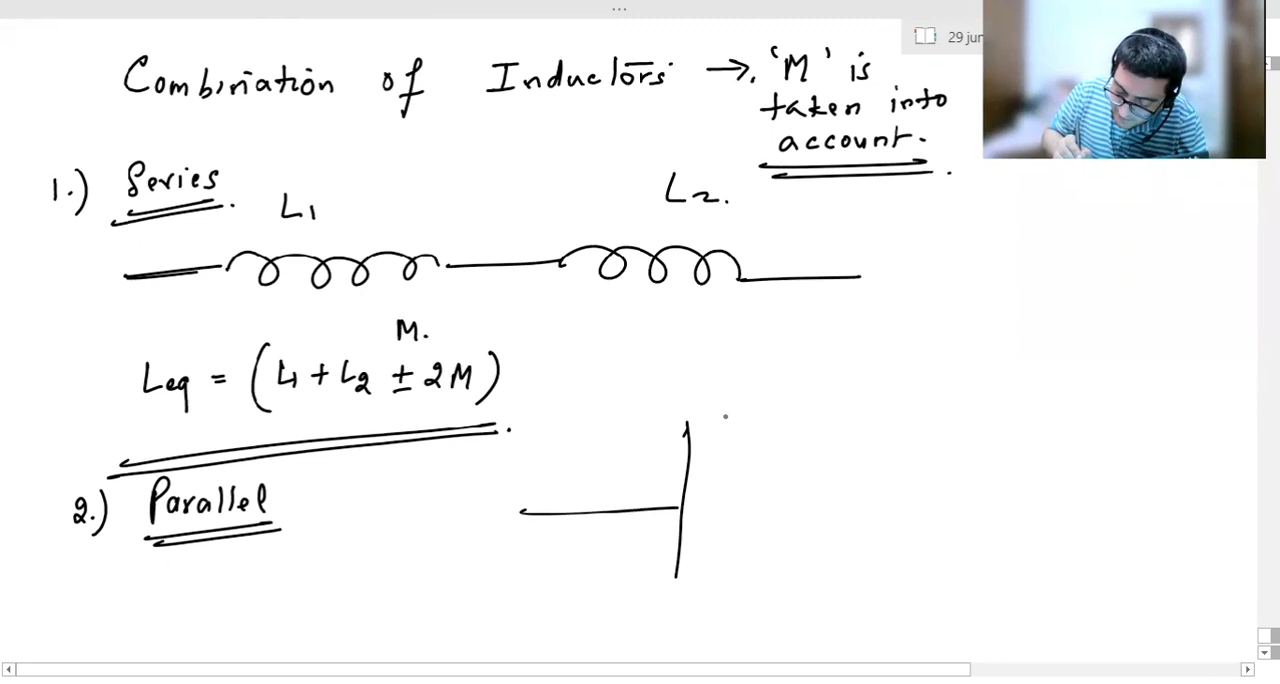 29 jun
Combination of Inductors → 'M' is
taken into
account.
1.) Series
L1
L2.
M.
Leq = (L1 + L2 ± 2M)
2.) Parallel